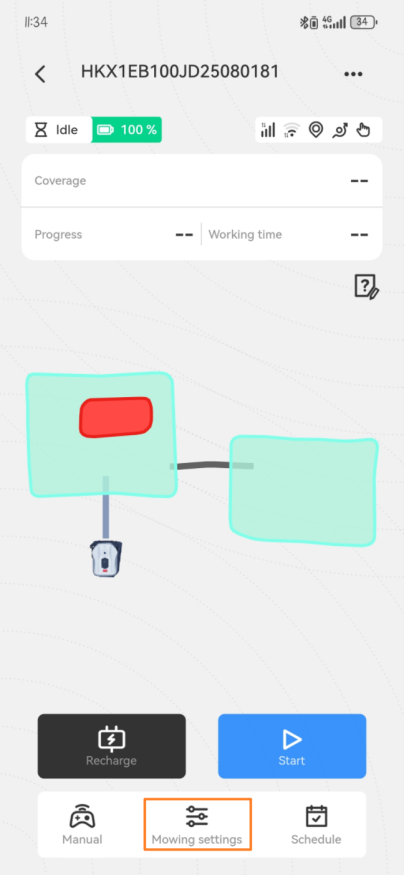 11:34
4G
34
HKX1EB100JD25080181
Idle
100 %
Coverage
--
Progress
--
Working time
--
Recharge
Start
Manual
Mowing settings
Schedule